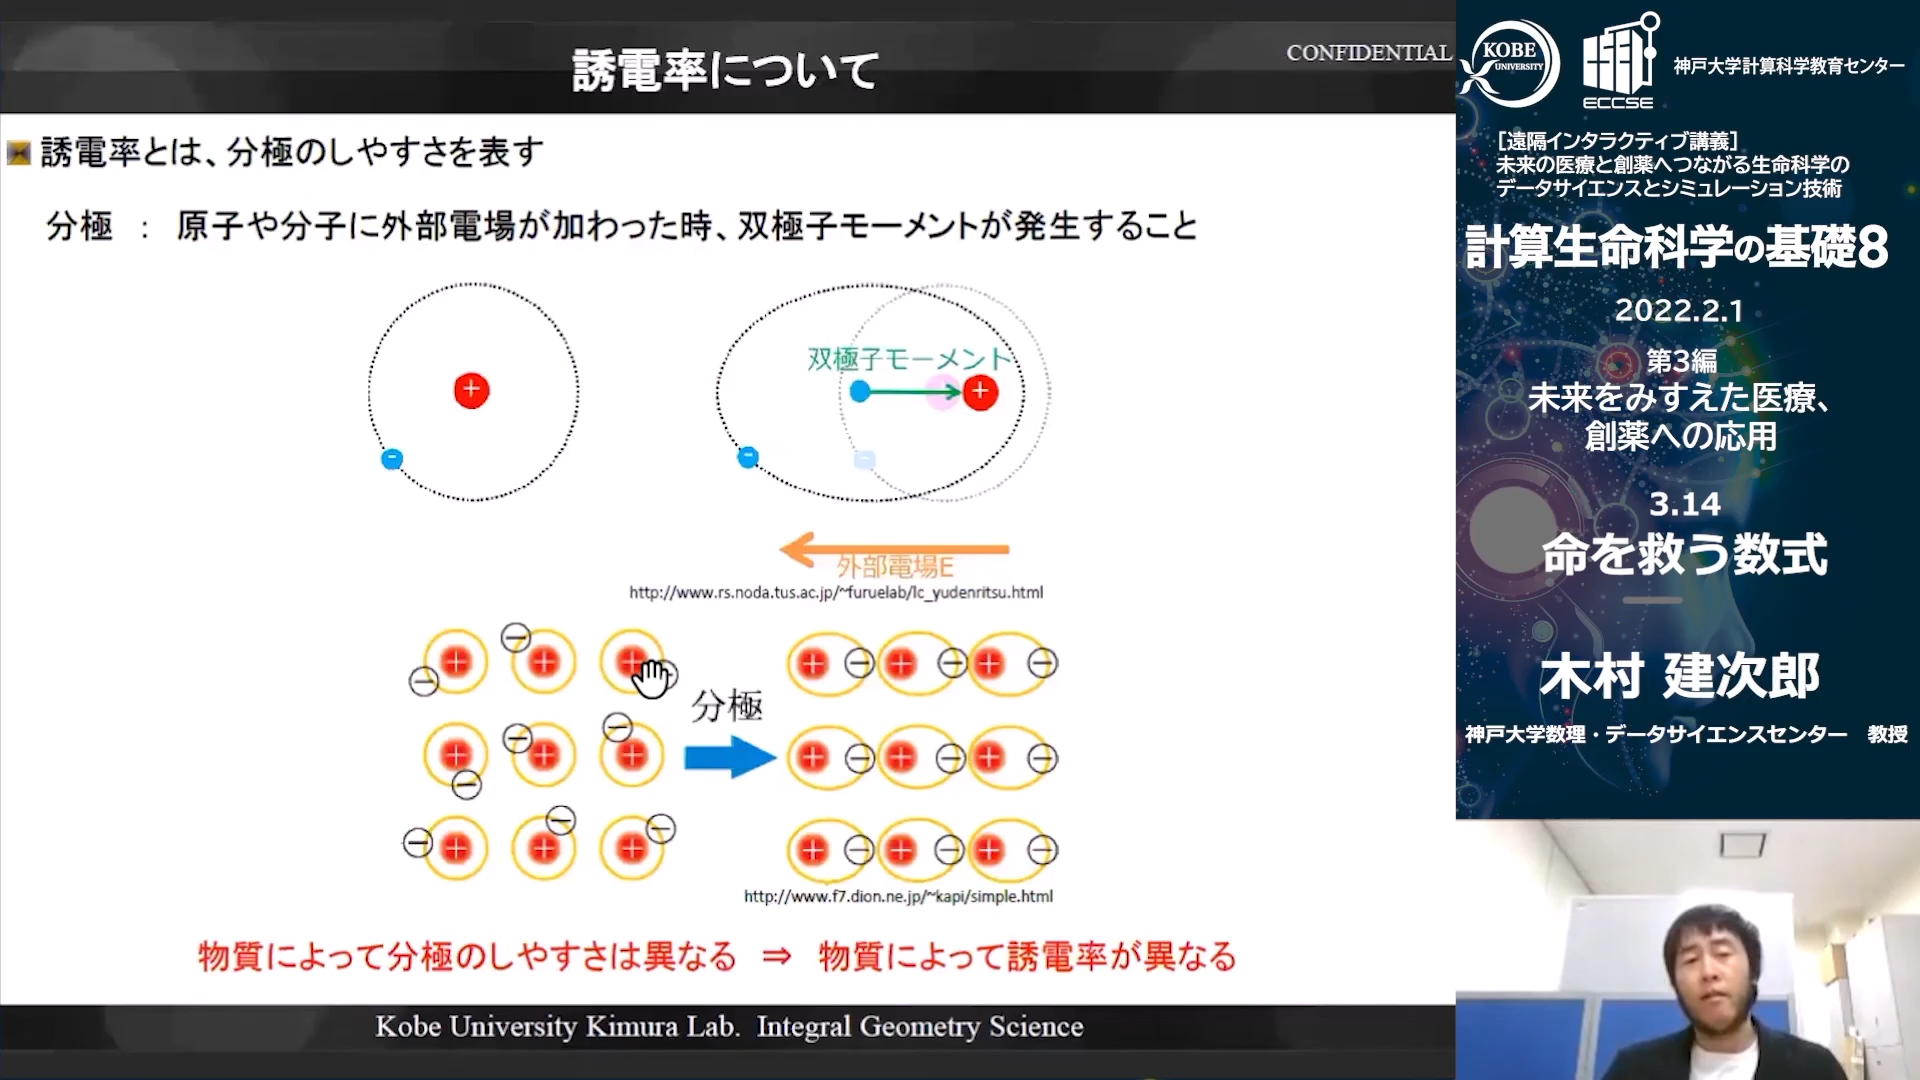 誘電率について
CONFIDENTIAL
誘電率とは、分極のしやすさを表す
分極 : 原子や分子に外部電場が加わった時、双極子モーメントが発生すること
双極子モーメント
外部電場E
http://www.rs.noda.tus.ac.jp/~furuelab/lc_yudenritsu.html
分極
http://www.f7.dion.ne.jp/~kapi/simple.html
物質によって分極のしやすさは異なる ⇒ 物質によって誘電率が異なる
Kobe University Kimura Lab. Integral Geometry Science
KOBE
UNIVERSITY
ECCSE
神戸大学計算科学教育センター
[遠隔インタラクティブ講義]
未来の医療と創薬へつながる生命科学の
データサイエンスとシミュレーション技術
計算生命科学の基礎8
2022.2.1
第3編
未来をみすえた医療、
創薬への応用
3.14
命を救う数式
木村 建次郎
神戸大学数理・データサイエンスセンター 教授